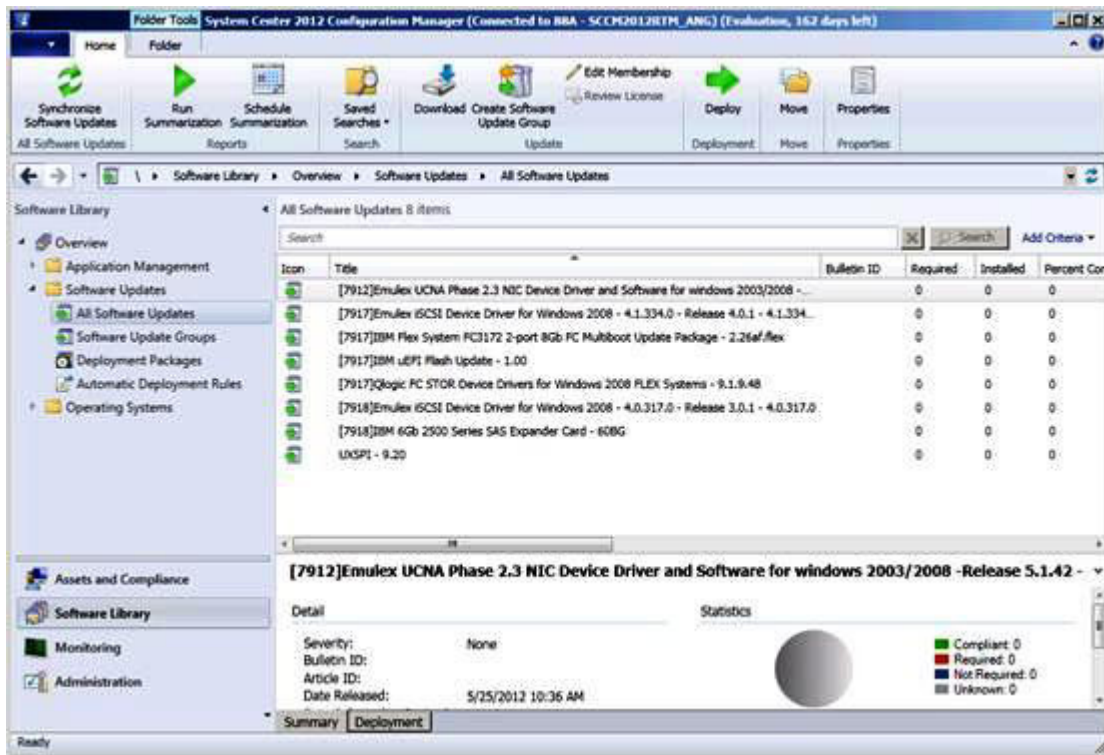 Folder Tools System Center 2012 Configuration Manager (Connected to BBA - SCCM2012RTM_ANG) (Evaluation, 162 days left)
Home Folder
Synchronize Software Updates
Run Summarization
Schedule Summarization
Saved Searches
Download
Create Software Update Group
Edit Membership
Review License
Deploy
Move
Properties
All Software Updates Reports Search Update Deployment Move Properties
\ Software Library Overview Software Updates All Software Updates
Software Library
Overview
Application Management
Software Updates
All Software Updates
Software Update Groups
Deployment Packages
Automatic Deployment Rules
Operating Systems
Assets and Compliance
Software Library
Monitoring
Administration
All Software Updates 8 items
Search Search Add Criteria
Icon Title Bulletin ID Required Installed Percent Cor
[7912]Emulex UCNA Phase 2.3 NIC Device Driver and Software for windows 2003/2008 -... 0 0 0
[7917]Emulex iSCSI Device Driver for Windows 2008 - 4.1.334.0 - Release 4.0.1 - 4.1.334... 0 0 0
[7917]IBM Flex System FC3172 2-port 8Gb FC Multiboot Update Package - 2.26af.flex 0 0 0
[7917]IBM uEFI Flash Update - 1.00 0 0 0
[7917]Qlogic FC STOR Device Drivers for Windows 2008 FLEX Systems - 9.1.9.48 0 0 0
[7918]Emulex iSCSI Device Driver for Windows 2008 - 4.0.317.0 - Release 3.0.1 - 4.0.317.0 0 0 0
[7918]IBM 6Gb 2500 Series SAS Expander Card - 60BG 0 0 0
UXSPI - 9.20 0 0 0
[7912]Emulex UCNA Phase 2.3 NIC Device Driver and Software for windows 2003/2008 -Release 5.1.42 -
Detail Statistics
Severity: None
Bulletin ID:
Article ID:
Date Released: 5/25/2012 10:36 AM
Compliant: 0
Required: 0
Not Required: 0
Unknown: 0
Summary Deployment
Ready